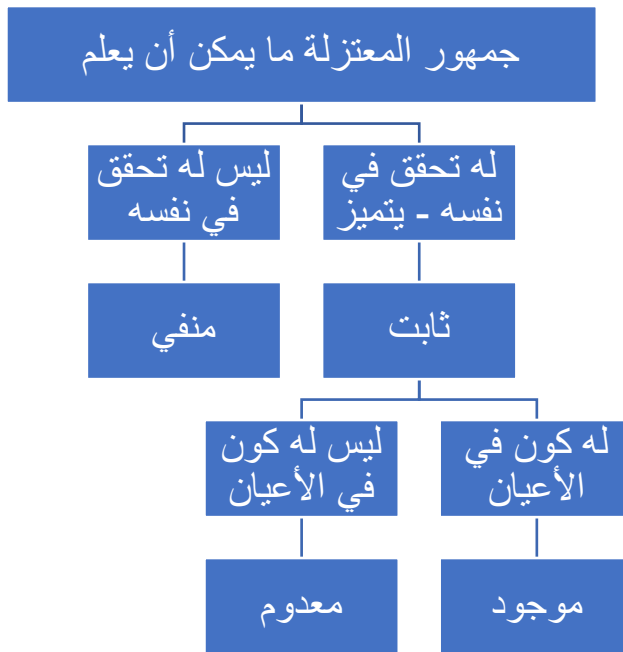 جمهور المعتزلة ما يمكن أن يعلم
له تحقق في
نفسه - يتميز
ليس له تحقق
في نفسه
ثابت
منفي
له كون في
الأعيان
ليس له كون
في الأعيان
موجود
معدوم